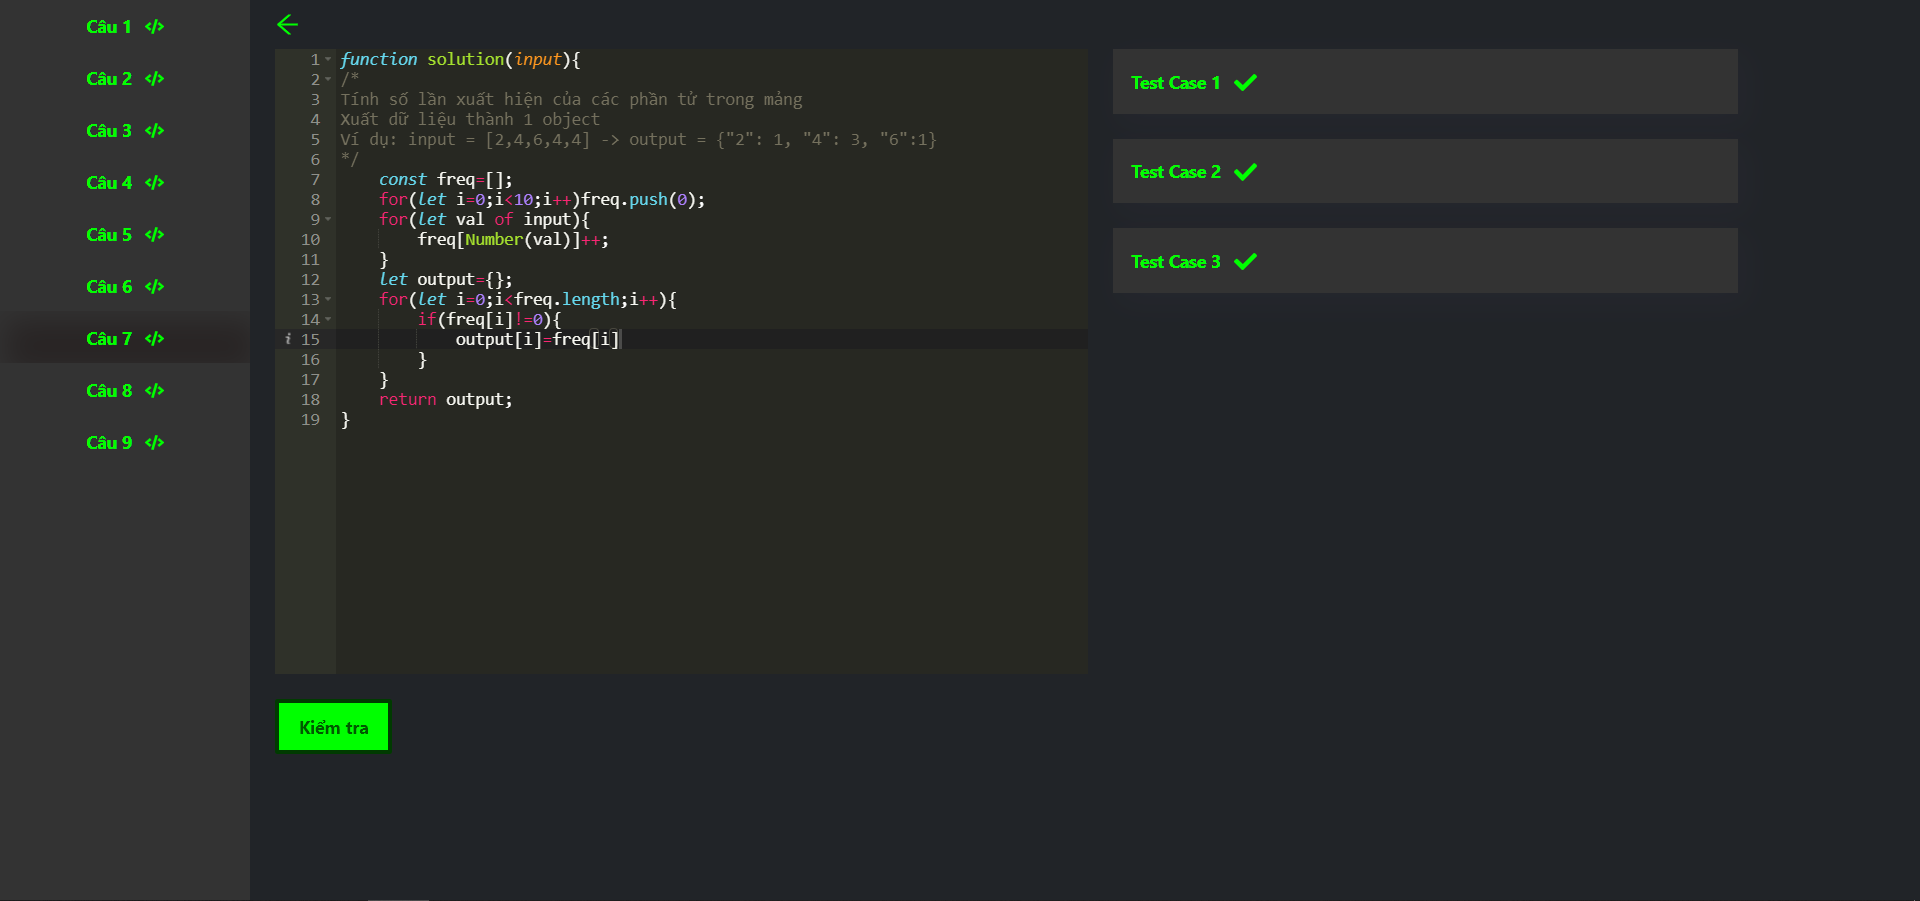 Câu 1 </>
Câu 2 </>
Câu 3 </>
Câu 4 </>
Câu 5 </>
Câu 6 </>
Câu 7 </>
Câu 8 </>
Câu 9 </>
1 function solution(input){
2 /*
3 Tính số lần xuất hiện của các phần tử trong mảng
4 Xuất dữ liệu thành 1 object
5 Ví dụ: input = [2,4,6,4,4] -> output = {"2": 1, "4": 3, "6":1}
6 */
7     const freq=[];
8     for(let i=0;i<10;i++)freq.push(0);
9     for(let val of input){
10         freq[Number(val)]++;
11     }
12     let output={};
13     for(let i=0;i<freq.length;i++){
14         if(freq[i]!=0){
i 15             output[i]=freq[i]
16         }
17     }
18     return output;
19 }
Kiểm tra
Test Case 1
Test Case 2
Test Case 3